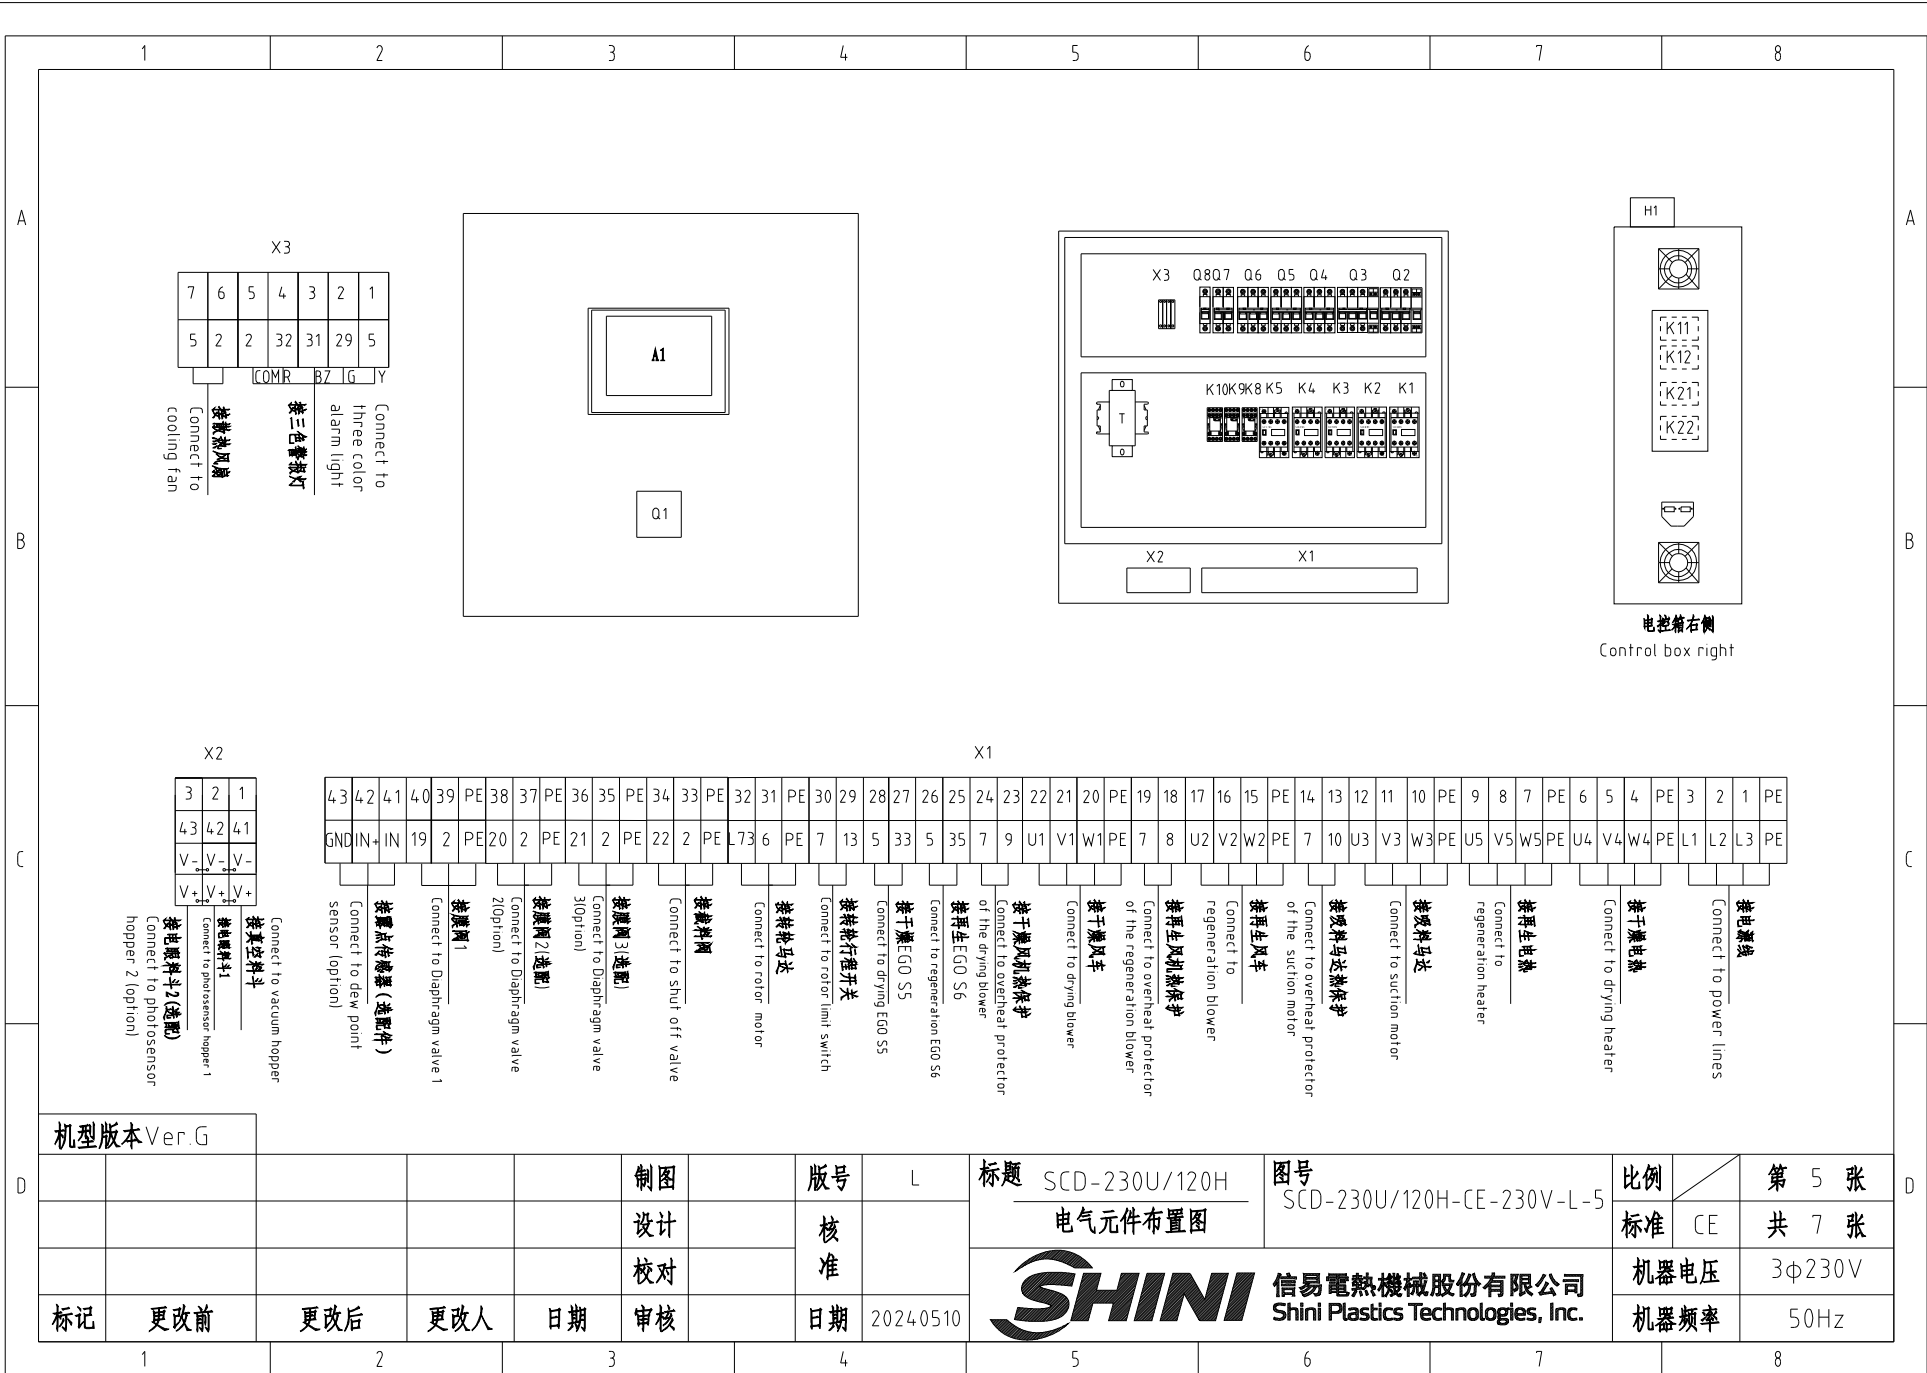 1 2 3 4 5 6 7 8
A A
H1
X3
7 6 5 4 3 2 1
5 2 2 32 31 29 5
COM R BZ G Y
接散热风扇
Connect to
cooling fan
接三色警报灯
Connect to
three color
alarm light
A1
Q1
X3 Q8 Q7 Q6 Q5 Q4 Q3 Q2
K10 K9 K8 K5 K4 K3 K2 K1
T
X2 X1
K11
K12
K21
K22
电控箱右侧
Control box right
B B
X2
3 2 1
43 42 41
V- V- V-
V+ V+ V+
接电眼料斗2(选配)
Connect to photosensor
hopper 2 (option)
接电眼料斗1
Connect to photosensor hopper 1
接真空料斗
Connect to vacuum hopper
X1
43 42 41 40 39 PE 38 37 PE 36 35 PE 34 33 PE 32 31 PE 30 29 28 27 26 25 24 23 22 21 20 PE 19 18 17 16 15 PE 14 13 12 11 10 PE 9 8 7 PE 6 5 4 PE 3 2 1 PE
GND IN+ IN 19 2 PE 20 2 PE 21 2 PE 22 2 PE L73 6 PE 7 13 5 33 5 35 7 9 U1 V1 W1 PE 7 8 U2 V2 W2 PE 7 10 U3 V3 W3 PE U5 V5 W5 PE U4 V4 W4 PE L1 L2 L3 PE
C C
接露点传感器(选配件)
Connect to dew point
sensor (option)
接膜阀1
Connect to Diaphragm valve 1
接膜阀2(选配)
Connect to Diaphragm valve
2(Option)
接膜阀3(选配)
Connect to Diaphragm valve
3(Option)
接截料阀
Connect to shut off valve
接转轮马达
Connect to rotor motor
接转轮行程开关
Connect to rotor limit switch
接干燥EGO S5
Connect to drying EGO S5
接再生EGO S6
Connect to regeneration EGO S6
接干燥风机热保护
Connect to overheat protector
of the drying blower
接干燥风车
Connect to drying blower
接再生风机热保护
Connect to overheat protector
of the regeneration blower
接再生风车
Connect to
regeneration blower
接吸料马达热保护
Connect to overheat protector
of the suction motor
接吸料马达
Connect to suction motor
接再生电热
Connect to
regeneration heater
接干燥电热
Connect to drying heater
接电源线
Connect to power lines
机型版本Ver.G
D D
制图 版号 L
设计 核准
校对
标记 更改前 更改后 更改人 日期 审核 日期 20240510
标题 SCD-230U/120H
电气元件布置图
图号
SCD-230U/120H-CE-230V-L-5
比例 第 5 张
标准 CE 共 7 张
机器电压 3φ230V
机器频率 50Hz
SHINI
信易電熱機械股份有限公司
Shini Plastics Technologies, Inc.
1 2 3 4 5 6 7 8